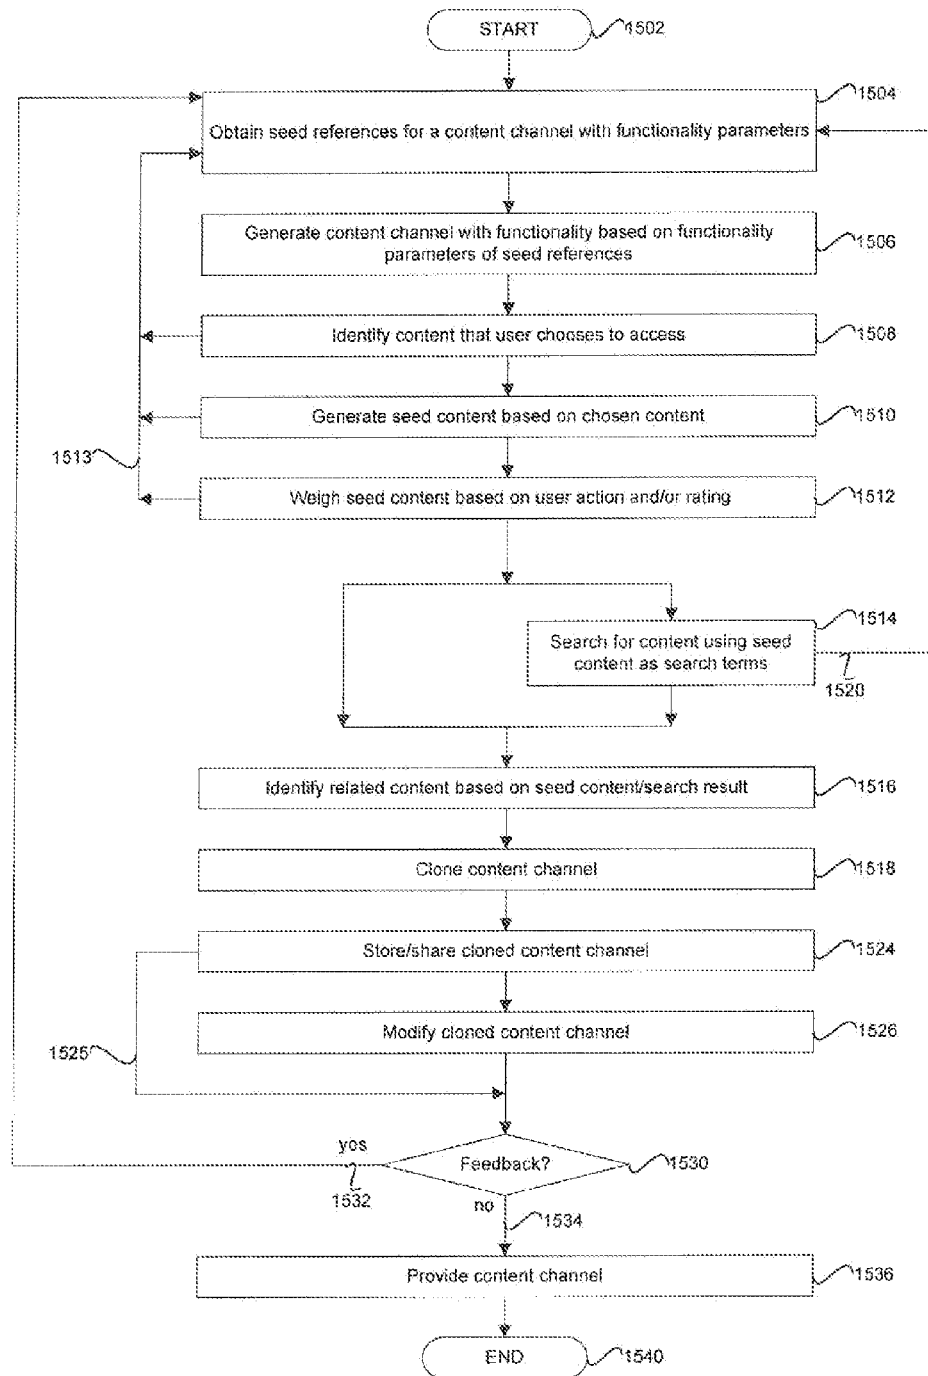 START
1502
1504
Obtain seed references for a content channel with functionality parameters
Generate content channel with functionality based on functionality
parameters of seed references
1506
Identify content that user chooses to access
1508
Generate seed content based on chosen content
1510
1513
Weigh seed content based on user action and/or rating
1512
1514
Search for content using seed
content as search terms
1520
Identify related content based on seed content/search result
1516
Clone content channel
1518
Store/share cloned content channel
1524
Modify cloned content channel
1526
1525
yes
Feedback?
1530
1532
no
1534
Provide content channel
1536
END
1540